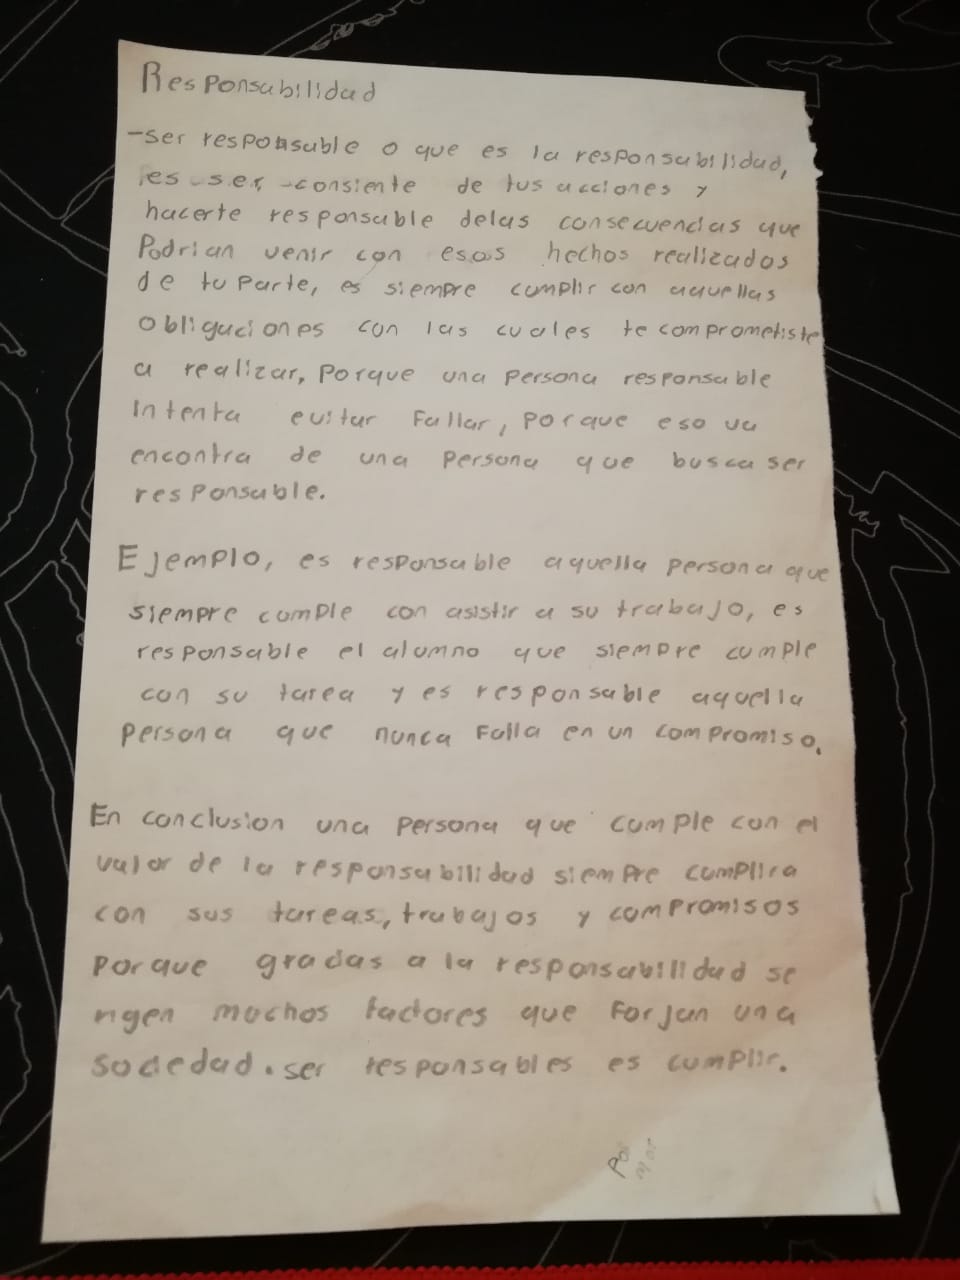 Responsabilidad
-ser responsable o que es la responsabilidad,
es ser consiente de tus acciones y
hacerte responsable delas consecuencias que
Podrian venir con esos hechos realizados
de tu parte, es siempre cumplir con aquellas
obligaciones con las cuales te comprometiste
a realizar, porque una persona responsable
intenta evitar fallar, porque eso va
encontra de una persona que busca ser
responsable.
Ejemplo, es responsable aquella persona que
siempre cumple con asistir a su trabajo, es
responsable el alumno que siempre cumple
con su tarea y es responsable aquella
persona que nunca falla en un compromiso.
En conclusion una persona que cumple con el
valor de la responsabilidad siempre cumplira
con sus tareas, trabajos y compromisos
porque gracias a la responsabilidad se
rigen muchos factores que forjan una
sociedad. ser responsables es cumplir.